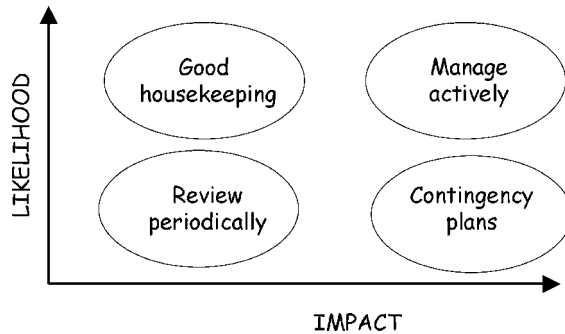 LIKELIHOOD
Good
housekeeping
Manage
actively
Review
periodically
Contingency
plans
IMPACT